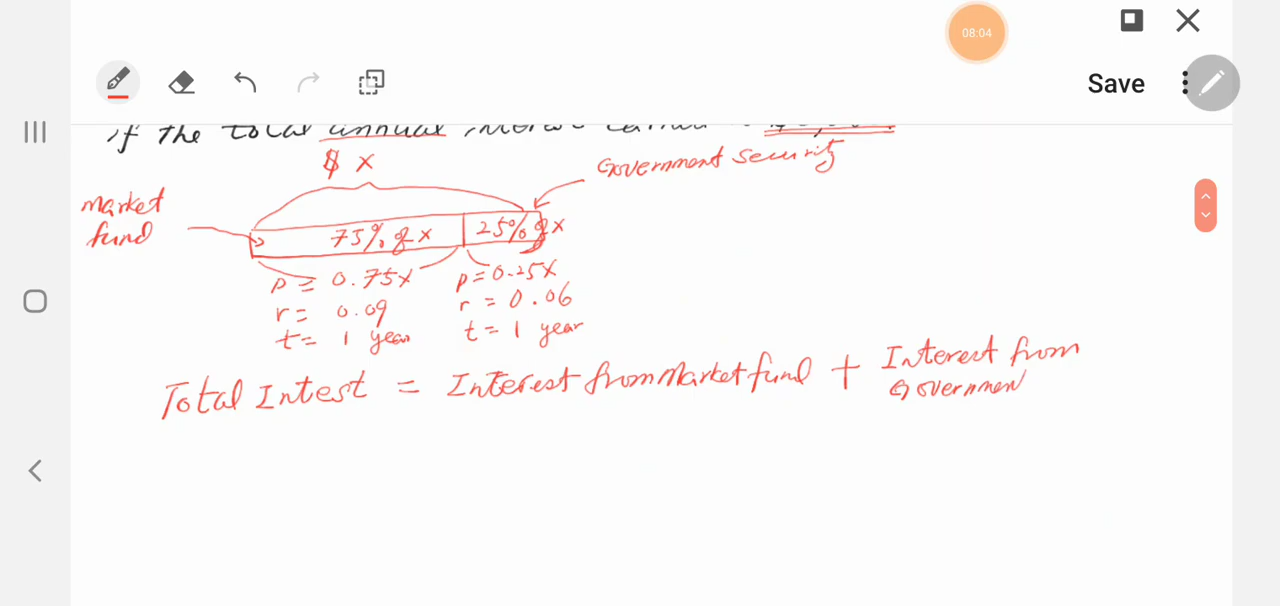 08:04
Save
if the total annual
$ x
Government security
market
fund
75% of x
25% of x
p = 0.75x
p = 0.25x
r = 0.09
r = 0.06
t = 1 year
t = 1 year
Total Intest = Interest from Market fund + Interest from
Governmen